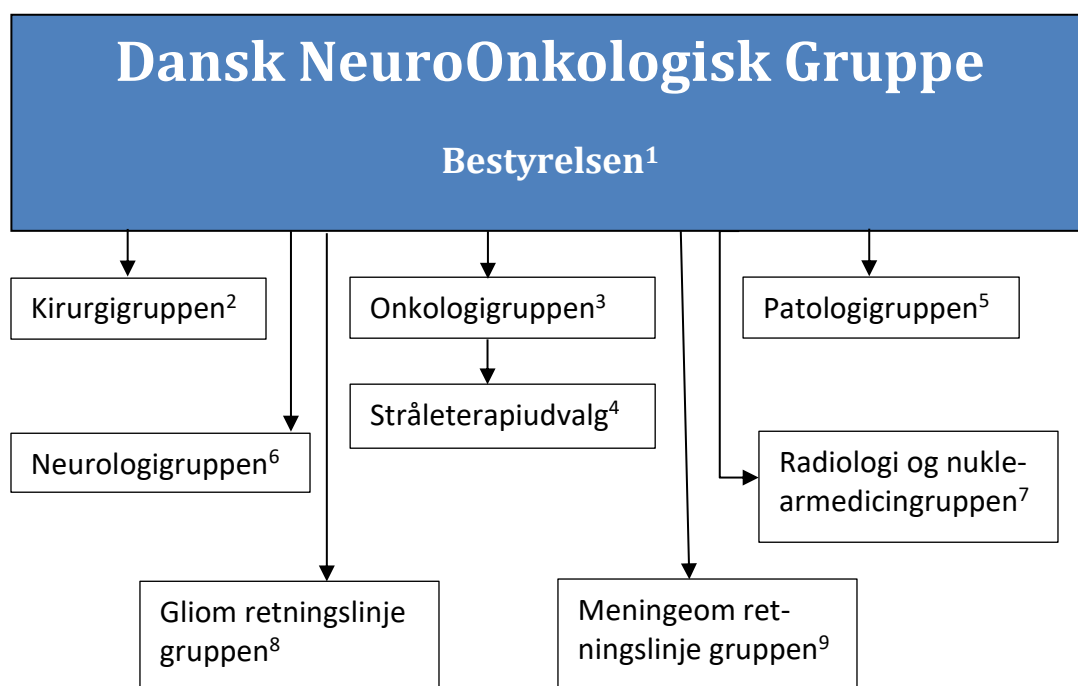 Dansk NeuroOnkologisk Gruppe
Bestyrelsen¹
Kirurgigruppen²
Onkologigruppen³
Patologigruppen⁵
Stråleterapiudvalg⁴
Neurologigruppen⁶
Radiologi og nukle-
armedicingruppen⁷
Gliom retningslinje
gruppen⁸
Meningeom ret-
ningslinje gruppen⁹